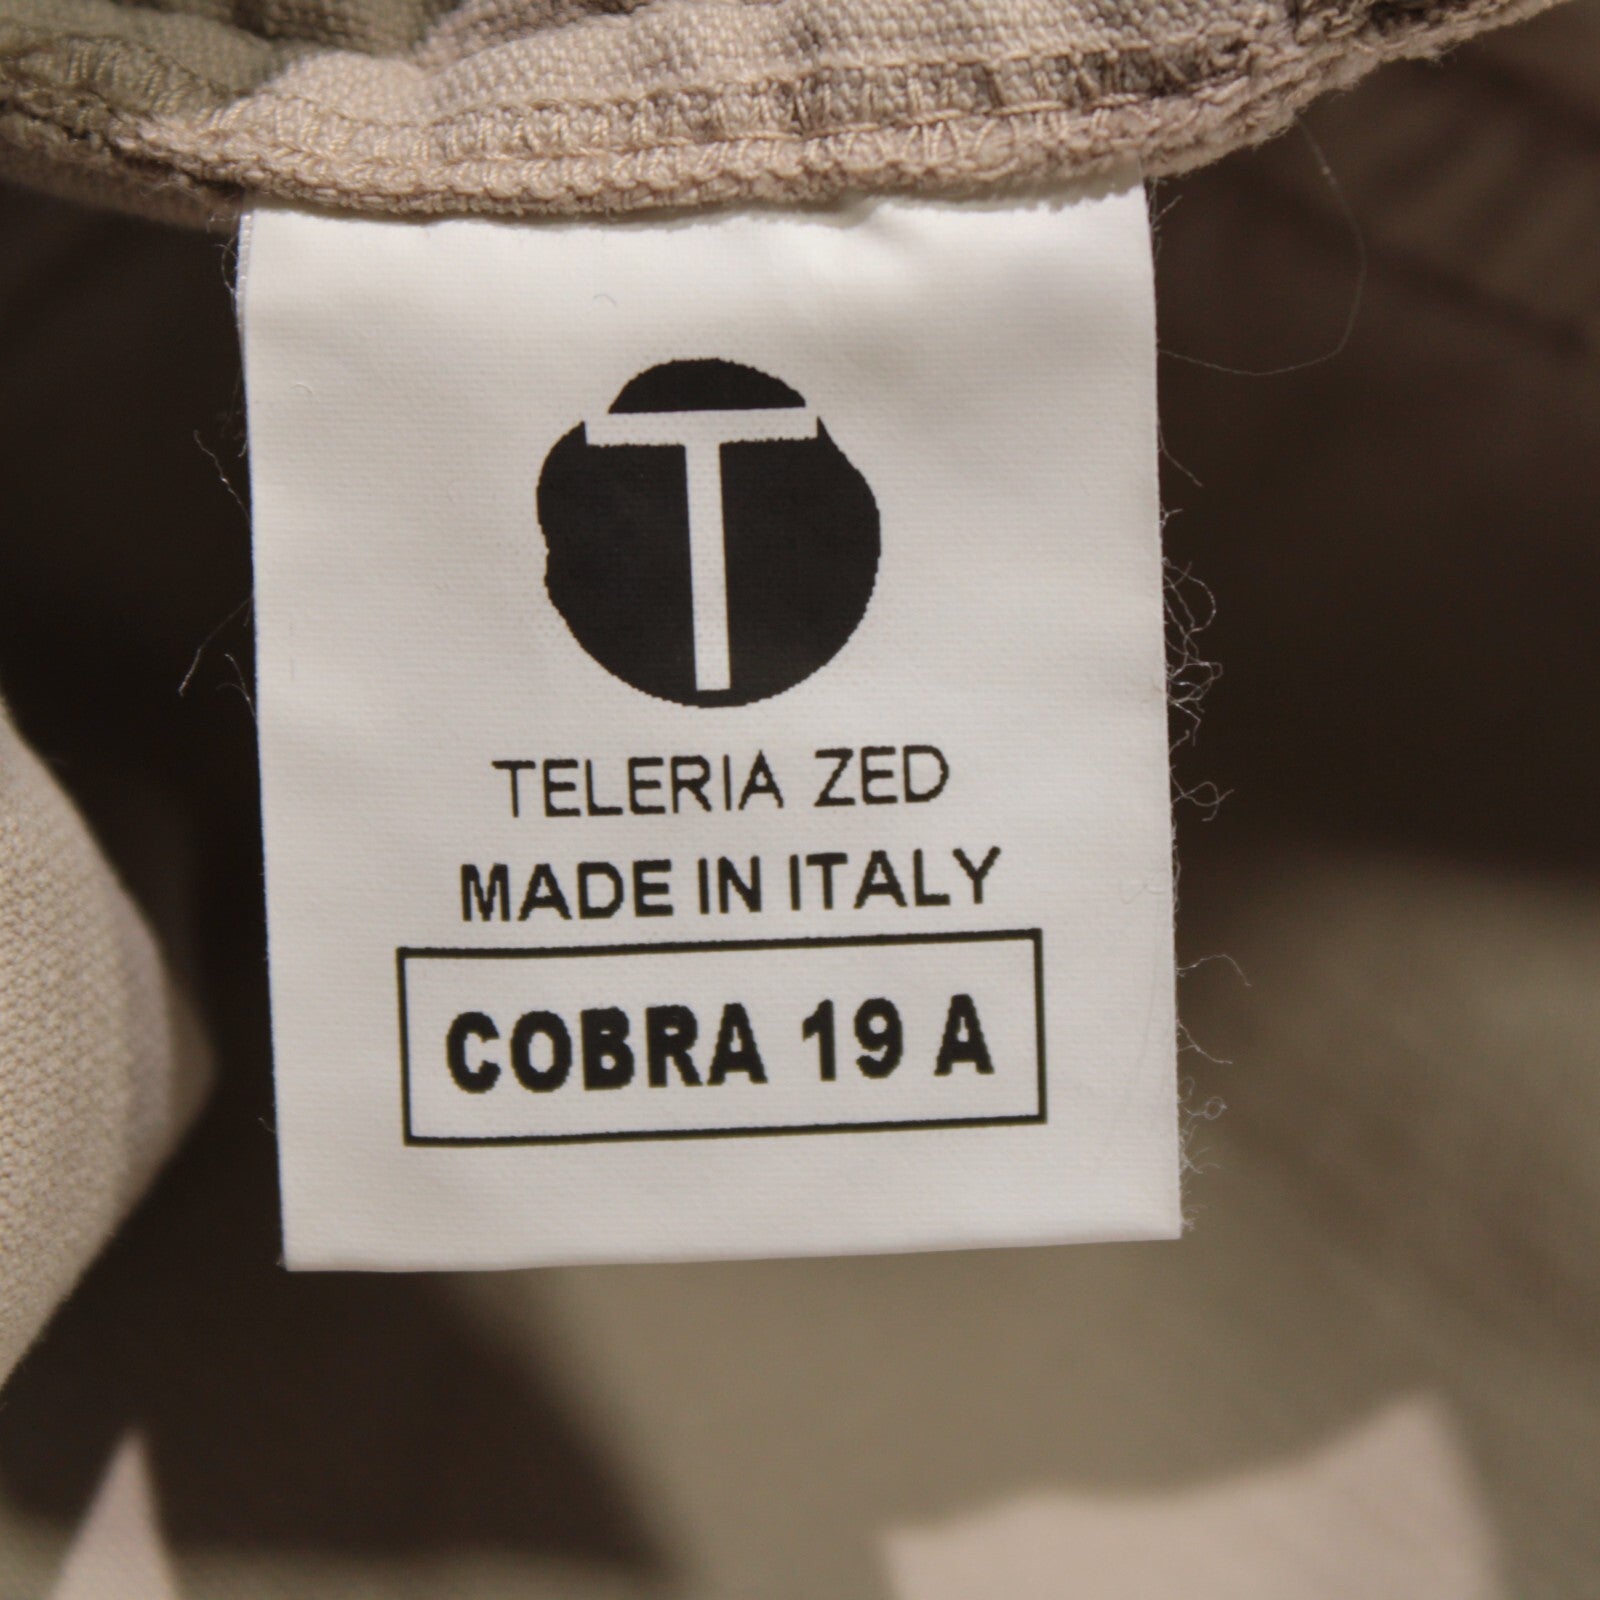 T
TELERIA ZED
MADE IN ITALY
COBRA 19 A